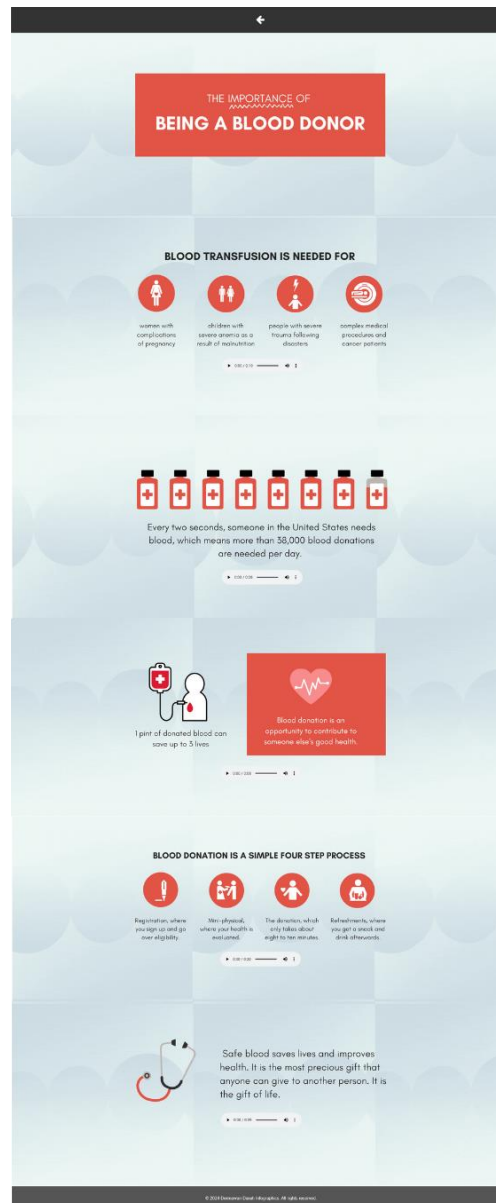 THE IMPORTANCE OF
BEING A BLOOD DONOR
BLOOD TRANSFUSION IS NEEDED FOR
women with
complications
of pregnancy
children with
severe anemia as a
result of malnutrition
people with severe
trauma following
disasters
complex medical
procedures and
cancer patients
Every two seconds, someone in the United States needs
blood, which means more than 38,000 blood donations
are needed per day.
1 pint of donated blood can
save up to 3 lives
Blood donation is an
opportunity to contribute to
someone else's good health.
BLOOD DONATION IS A SIMPLE FOUR STEP PROCESS
Registration, where
you sign up and go
over eligibility.
Mini-physical,
where your health is
evaluated.
The donation, which
only takes about
eight to ten minutes.
Refreshments, where
you get a snack and
drink afterwards.
Safe blood saves lives and improves
health. It is the most precious gift that
anyone can give to another person. It is
the gift of life.